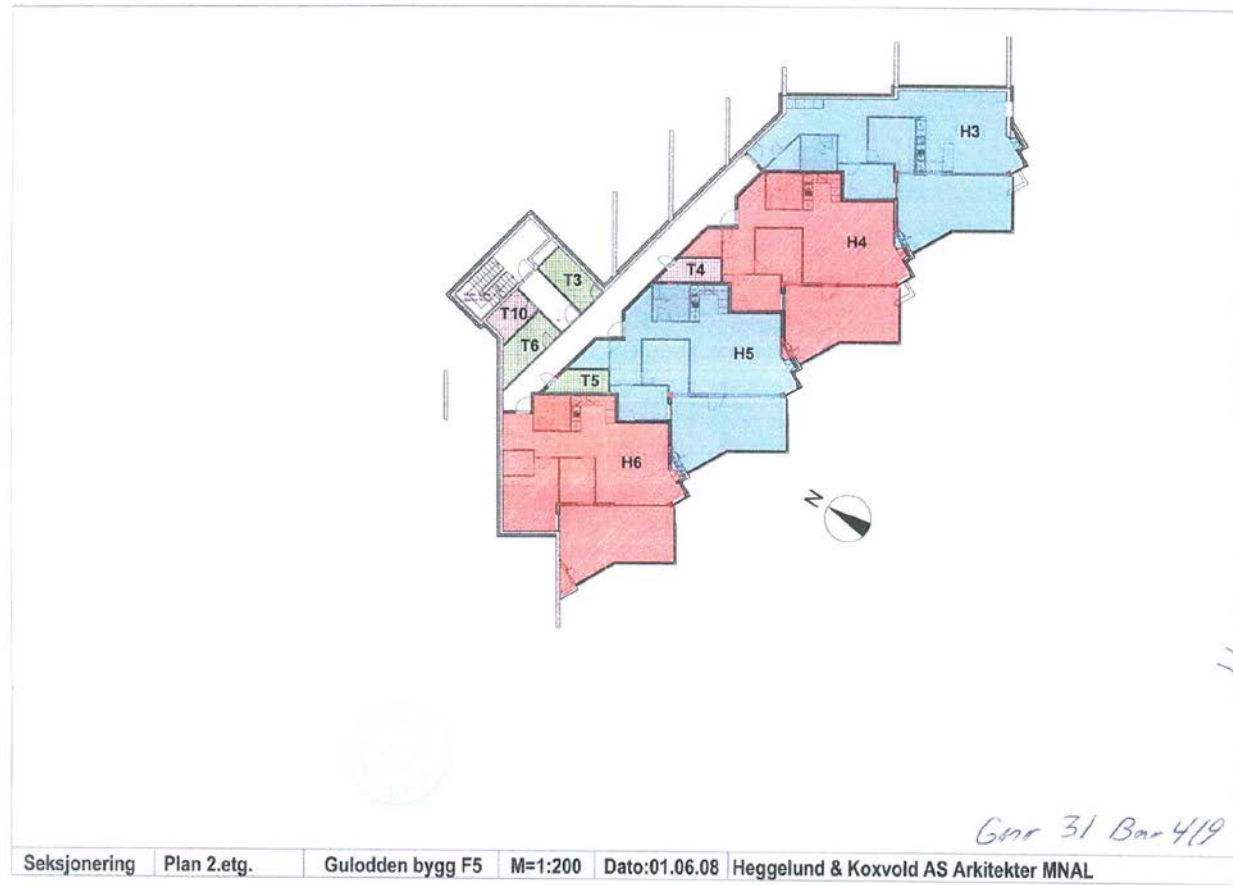 H3
H4
T4
T3
T10
T6
H5
T5
H6
N
Gnr 31 Bnr 419
Seksjonering Plan 2.etg. Gulodden bygg F5 M=1:200 Dato:01.06.08 Heggelund & Koxvold AS Arkitekter MNAL